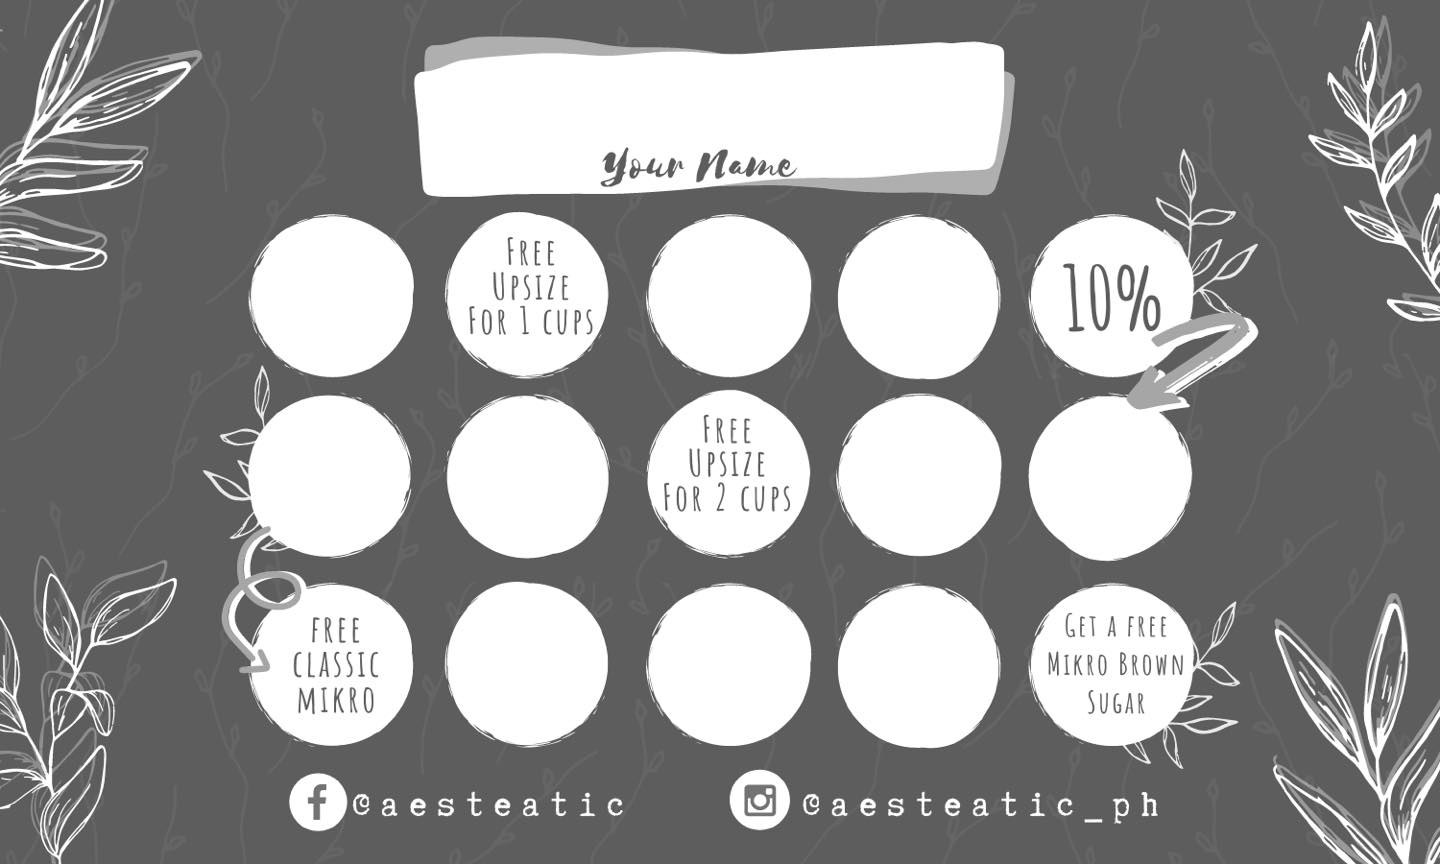 Your Name
Free
Upsize
For 1 cups
10%
Free
Upsize
For 2 cups
free
classic
mikro
Get a free
Mikro Brown
Sugar
@aesteatic
@aesteatic_ph